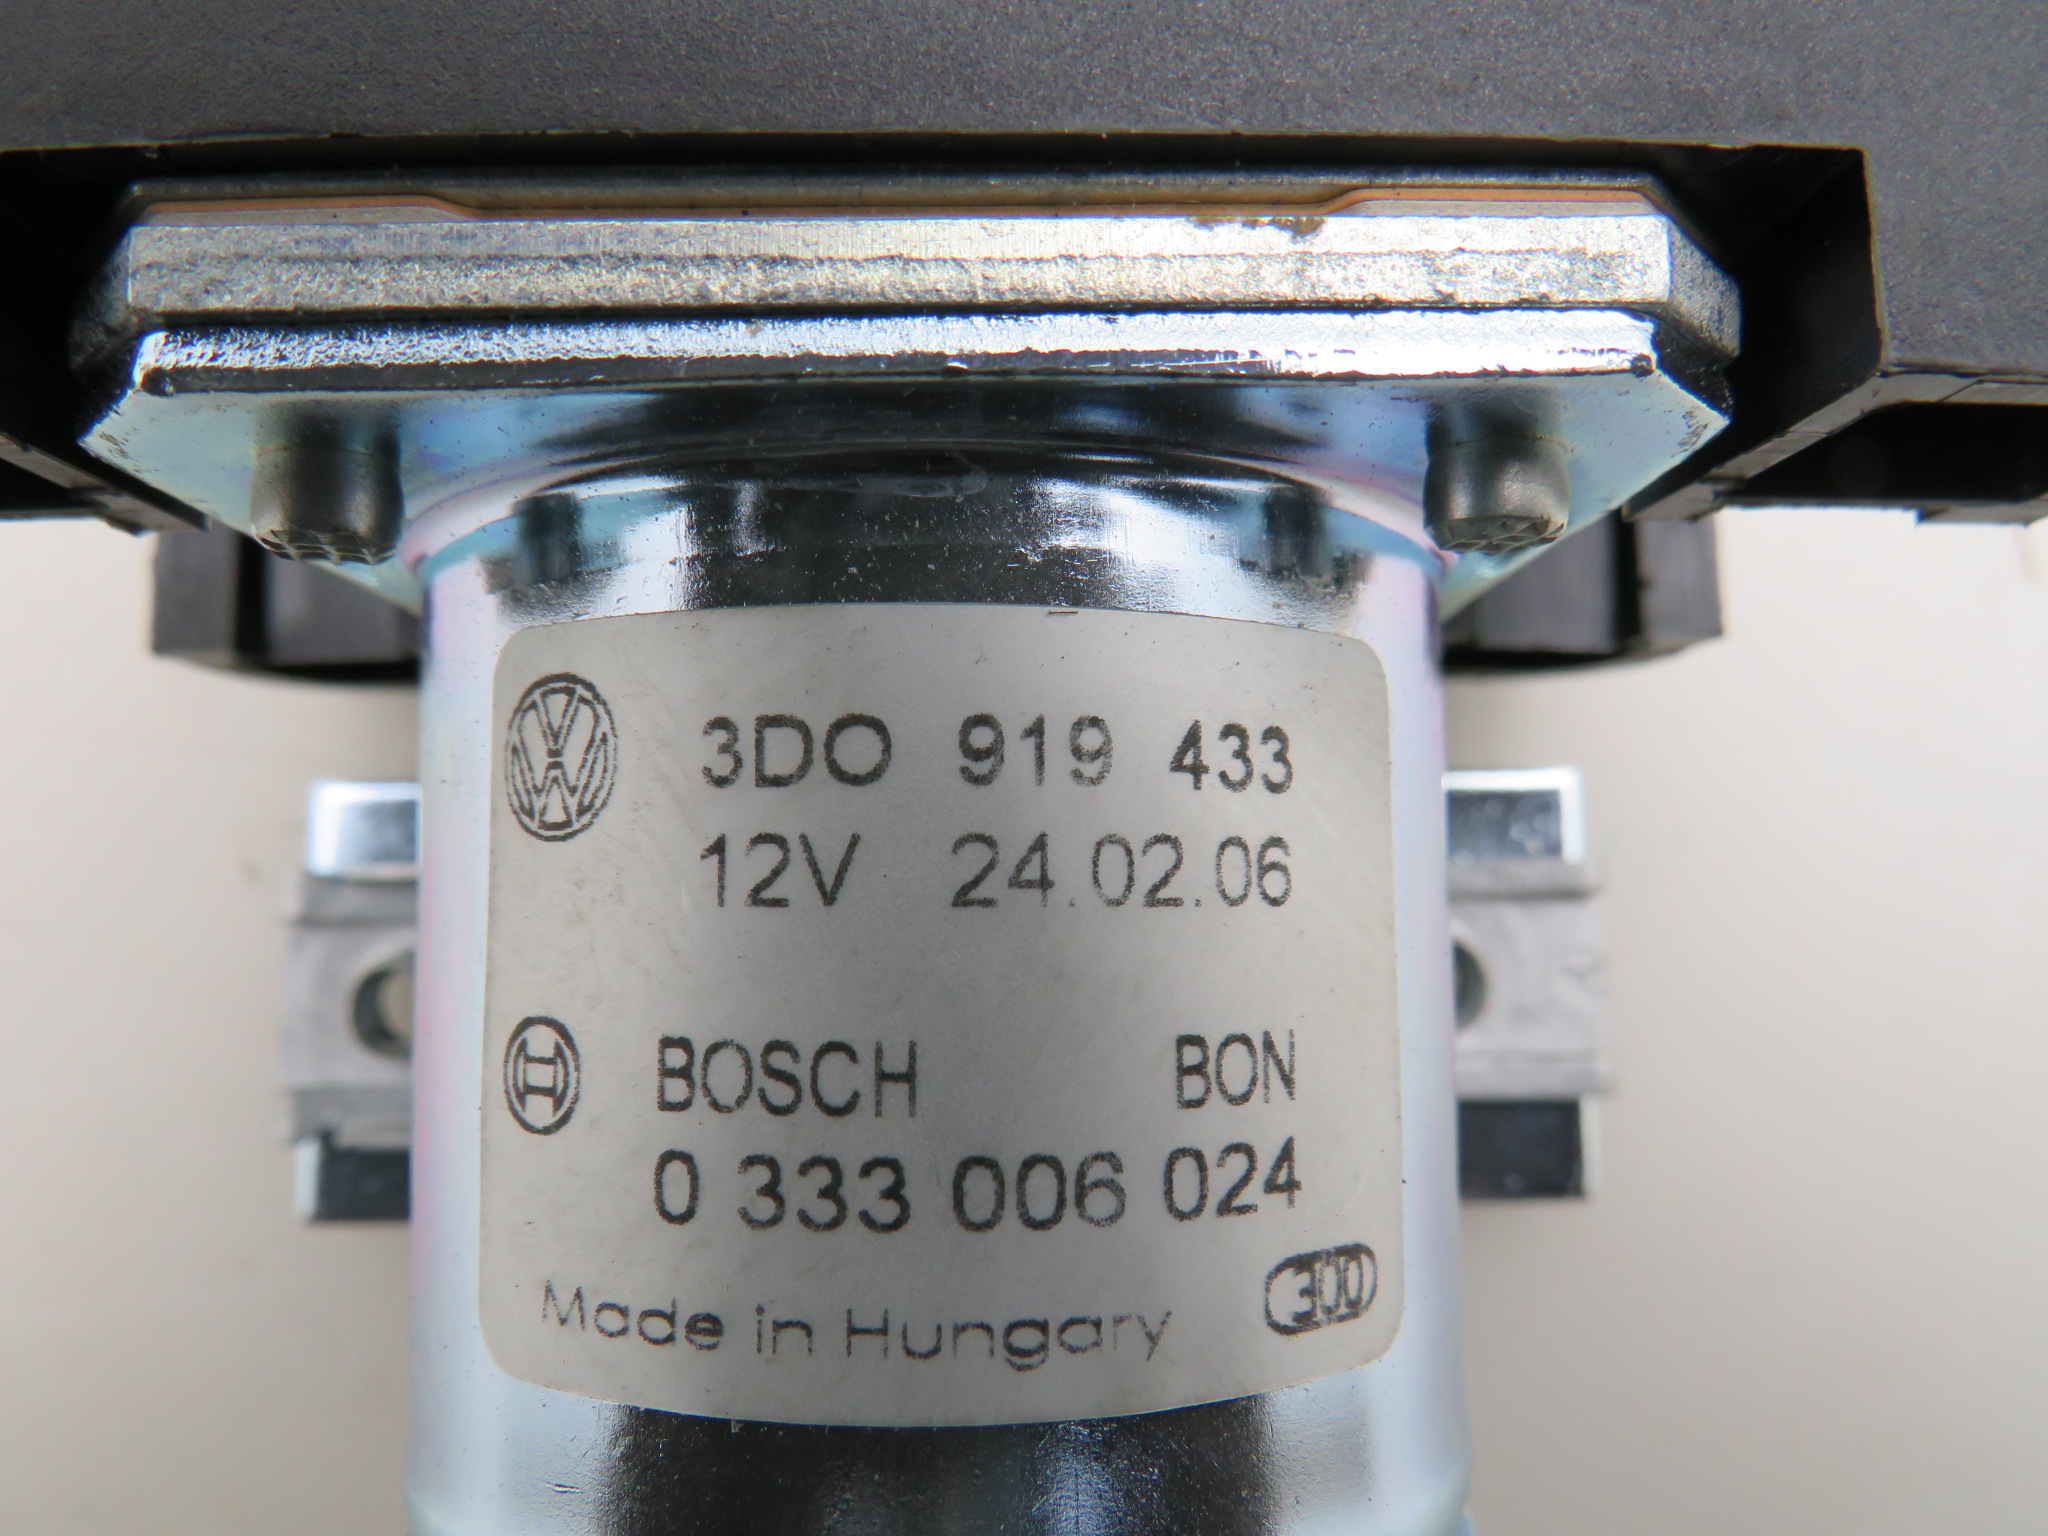 3DO 919 433
12V 24.02.06
BOSCH BON
0 333 006 024
300
Made in Hungary